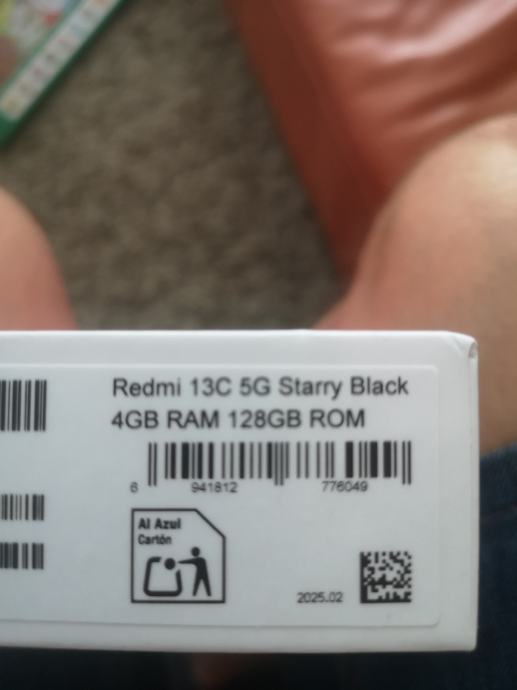 Redmi 13C 5G Starry Black
4GB RAM 128GB ROM
6 941812 776049
Al Azul
Cartón
2025.02